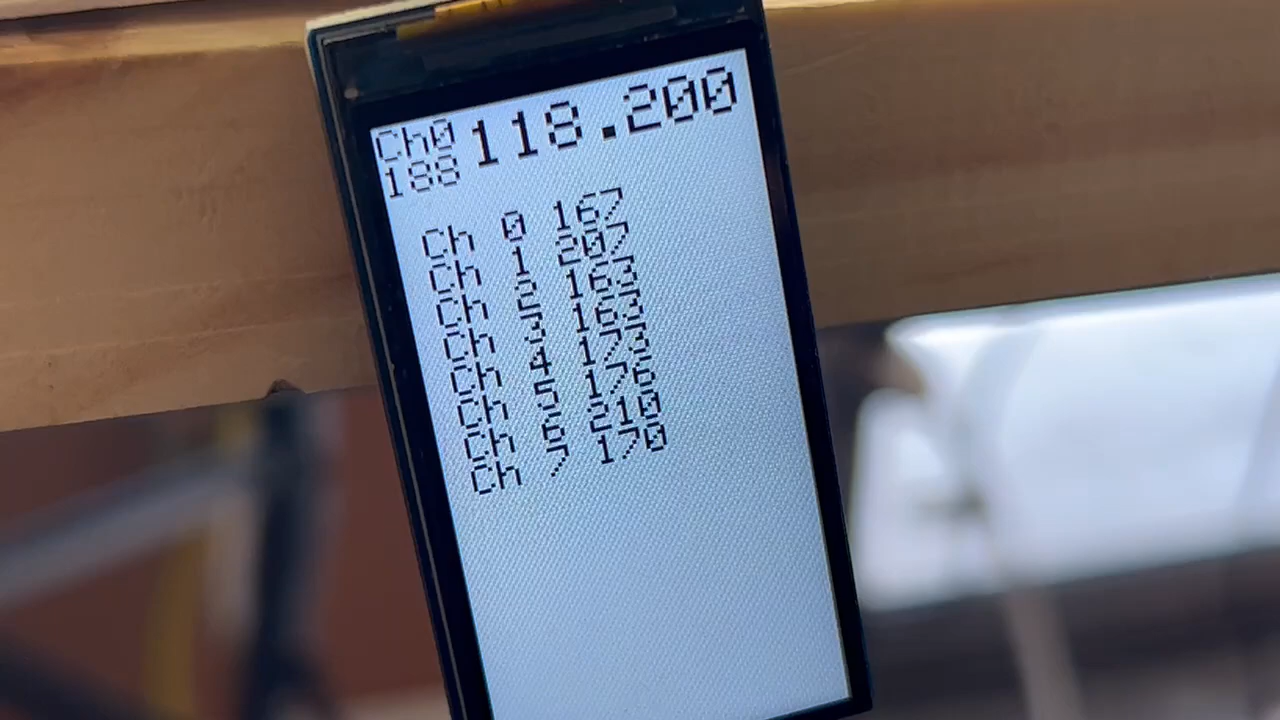 Ch0 118.200
188
Ch 0 167
Ch 1 207
Ch 2 163
Ch 3 163
Ch 4 173
Ch 5 176
Ch 6 210
Ch 7 170